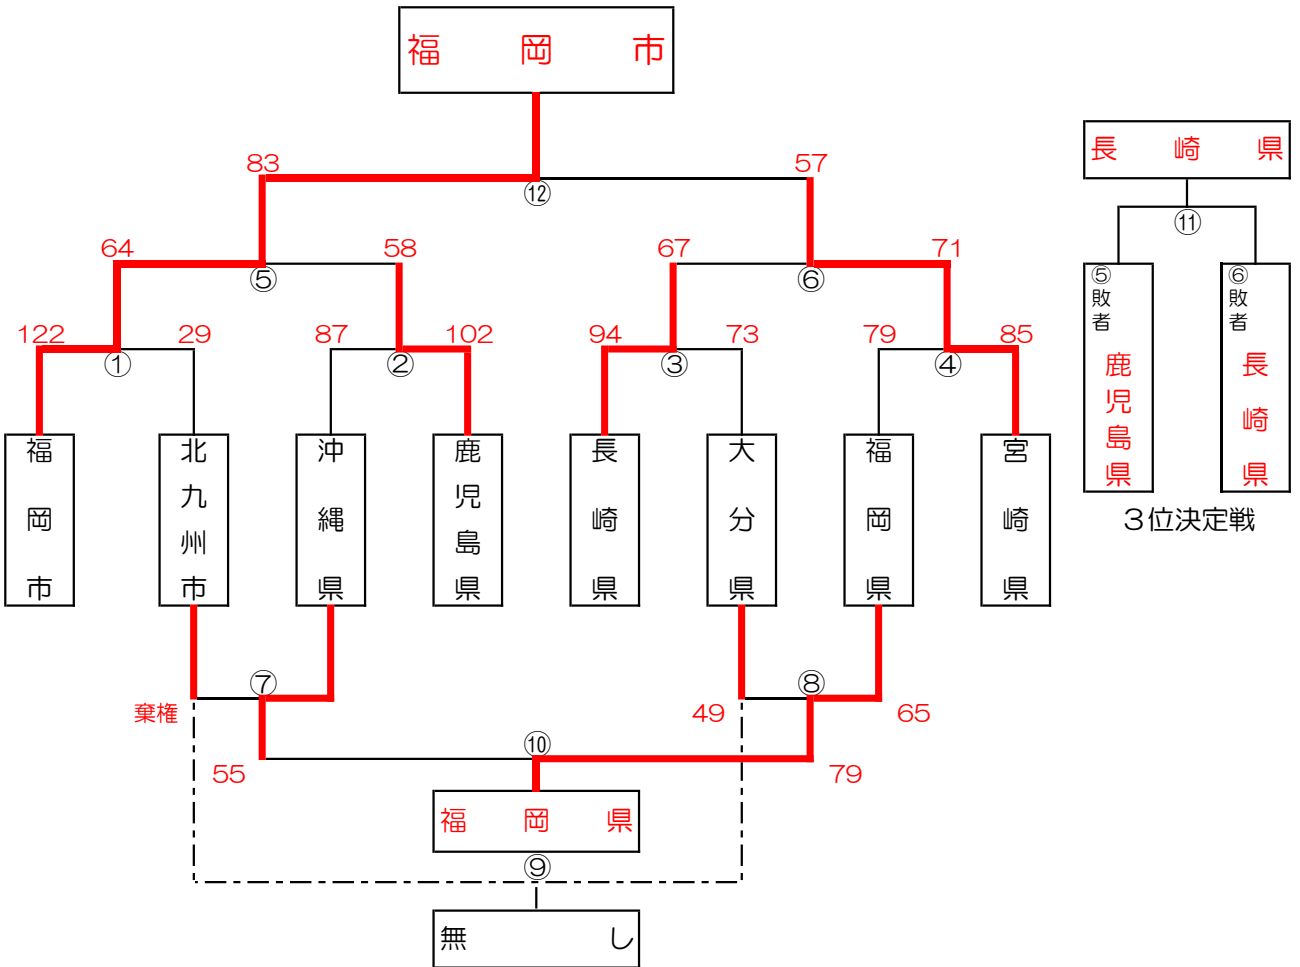 福岡市
83
57
⑫
長崎県
⑪
64
58
67
71
⑤
⑥
⑤敗者
鹿児島県
⑥敗者
長崎県
122
29
87
102
94
73
79
85
①
②
③
④
福岡市
北九州市
沖縄県
鹿児島県
長崎県
大分県
福岡県
宮崎県
3位決定戦
⑦
⑧
棄権
49
65
⑩
55
79
福岡県
⑨
無し